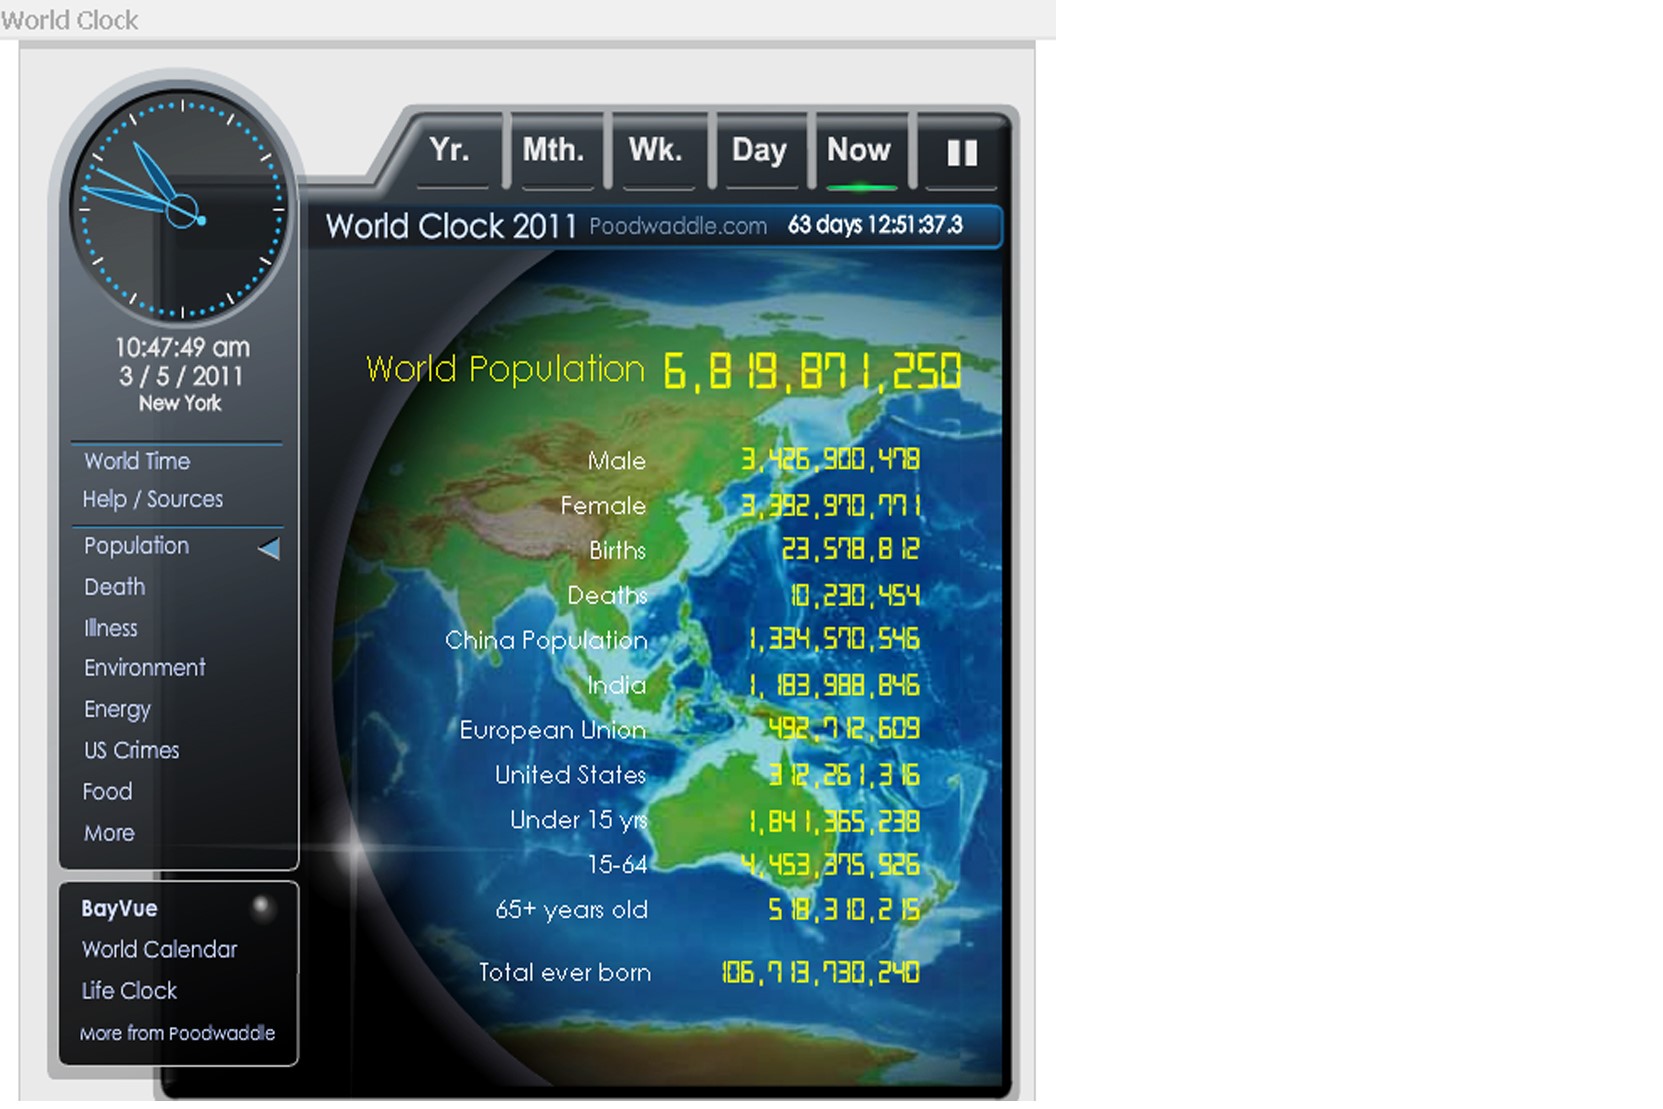 World Clock
Yr. Mth. Wk. Day Now
World Clock 2011 Poodwaddle.com 63 days 12:51:37.3
10:47:49 am
3 / 5 / 2011
New York
World Time
Help / Sources
Population
Death
Illness
Environment
Energy
US Crimes
Food
More
BayVue
World Calendar
Life Clock
More from Poodwaddle
World Population 6,819,871,250
Male 3,426,900,478
Female 3,392,970,771
Births 23,578,812
Deaths 10,230,454
China Population 1,334,570,546
India 1,183,988,846
European Union 492,712,609
United States 312,261,316
Under 15 yrs 1,841,365,238
15-64 4,453,375,926
65+ years old 518,310,215
Total ever born 106,713,730,240